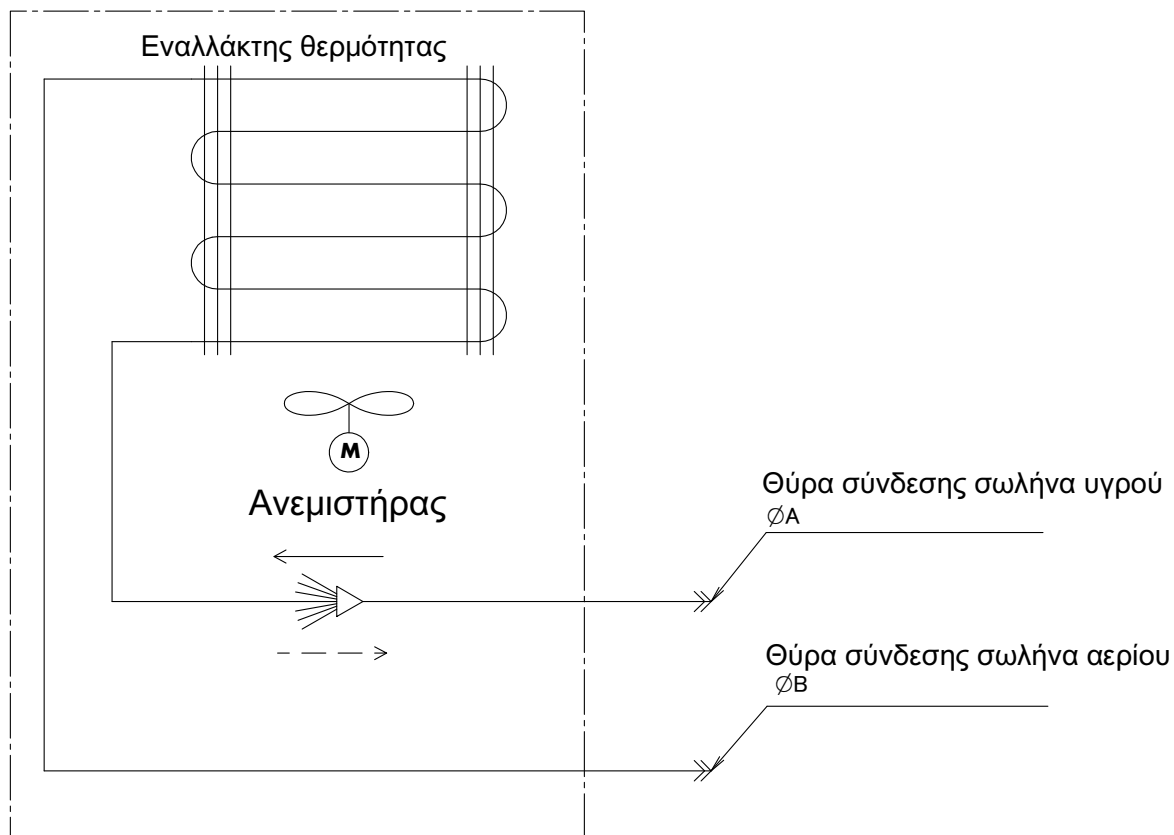 Εναλλάκτης θερμότητας
M
Ανεμιστήρας
Θύρα σύνδεσης σωλήνα υγρού
∅A
Θύρα σύνδεσης σωλήνα αερίου
∅B